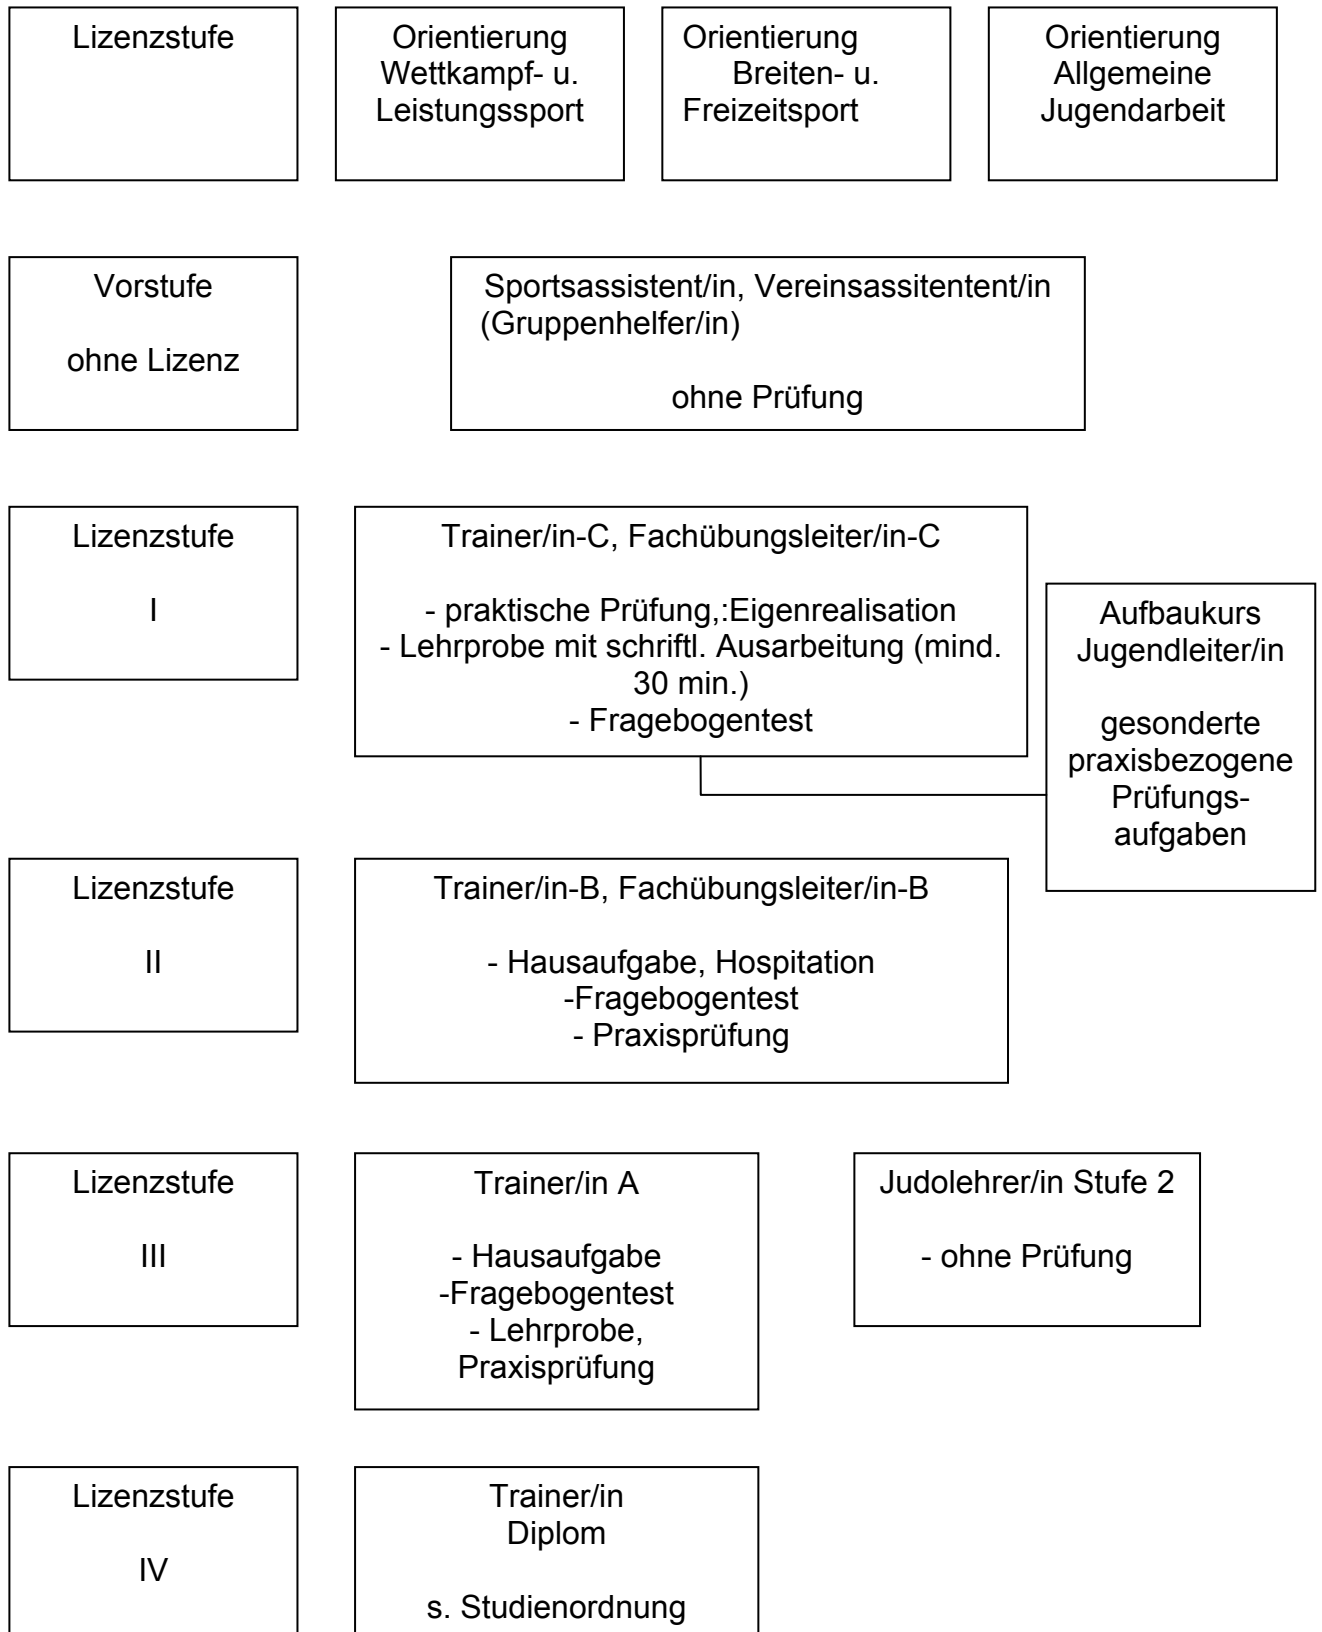 Lizenzstufe
Orientierung
Wettkampf- u.
Leistungssport
Orientierung
Breiten- u.
Freizeitsport
Orientierung
Allgemeine
Jugendarbeit
Vorstufe
ohne Lizenz
Sportsassistent/in, Vereinsassitentent/in
(Gruppenhelfer/in)
ohne Prüfung
Lizenzstufe
I
Trainer/in-C, Fachübungsleiter/in-C
- praktische Prüfung,:Eigenrealisation
- Lehrprobe mit schriftl. Ausarbeitung (mind.
30 min.)
- Fragebogentest
Aufbaukurs
Jugendleiter/in
gesonderte
praxisbezogene
Prüfungs-
aufgaben
Lizenzstufe
II
Trainer/in-B, Fachübungsleiter/in-B
- Hausaufgabe, Hospitation
-Fragebogentest
- Praxisprüfung
Lizenzstufe
III
Trainer/in A
- Hausaufgabe
-Fragebogentest
- Lehrprobe,
Praxisprüfung
Judolehrer/in Stufe 2
- ohne Prüfung
Lizenzstufe
IV
Trainer/in
Diplom
s. Studienordnung